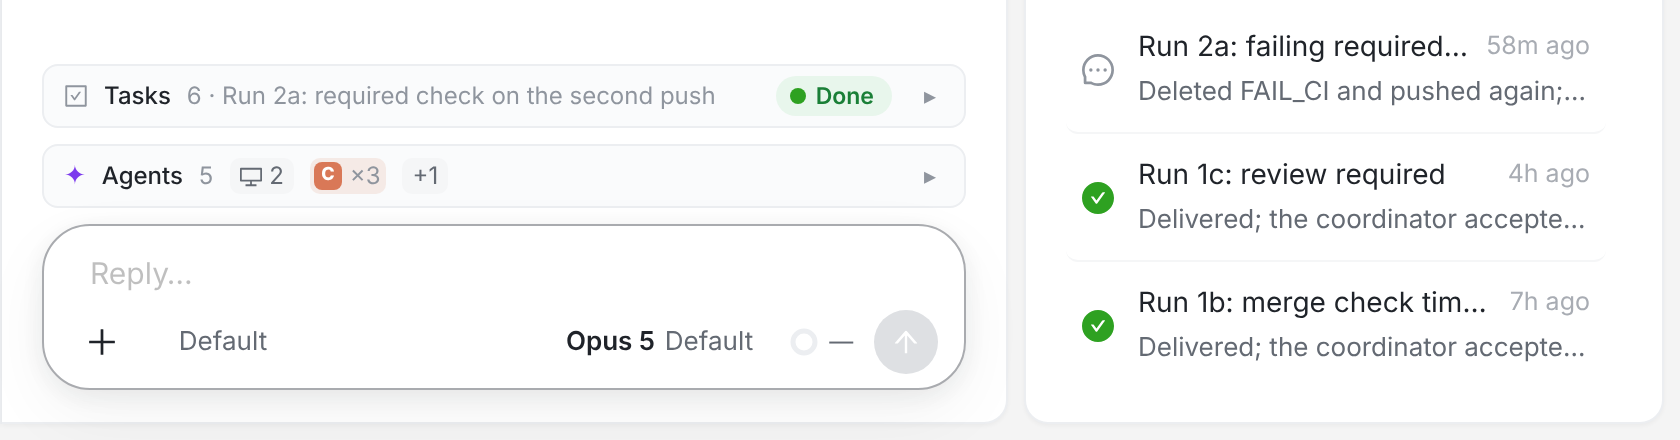 Tasks 6 · Run 2a: required check on the second push Done
Agents 5 2 C ×3 +1
Reply...
Default Opus 5 Default —
Run 2a: failing required... 58m ago
Deleted FAIL_CI and pushed again;...
Run 1c: review required 4h ago
Delivered; the coordinator accepte...
Run 1b: merge check tim... 7h ago
Delivered; the coordinator accepte...